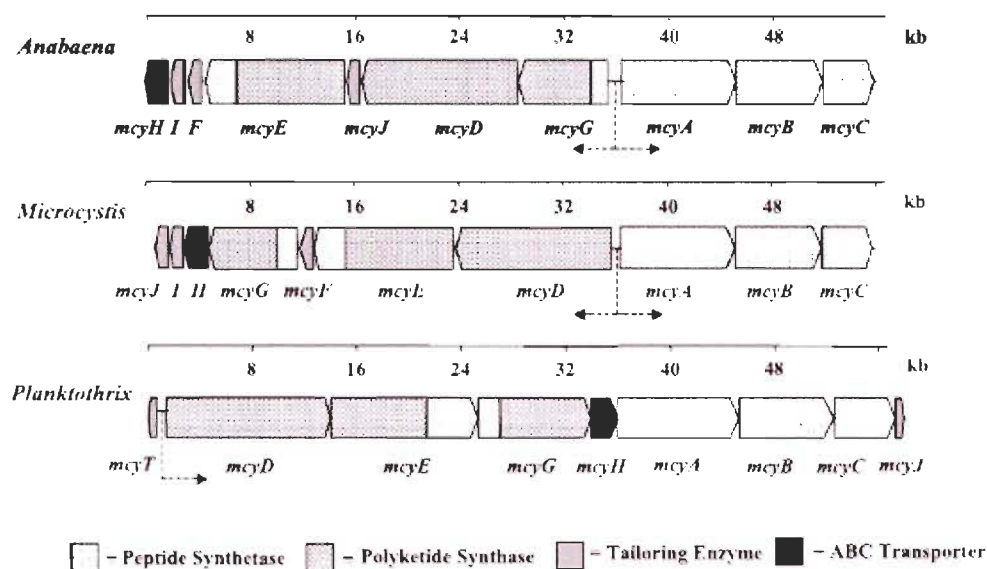 8 16 24 32 40 48 kb
Anabaena
mcyH I F mcyE mcyJ mcyD mcyG mcyA mcyB mcyC
8 16 24 32 40 48 kb
Microcystis
mcyJ I H mcyG mcyF mcyE mcyD mcyA mcyB mcyC
8 16 24 32 40 48 kb
Planktothrix
mcyT mcyD mcyE mcyG mcyH mcyA mcyB mcyC mcyJ
= Peptide Synthetase = Polyketide Synthase = Tailoring Enzyme = ABC Transporter